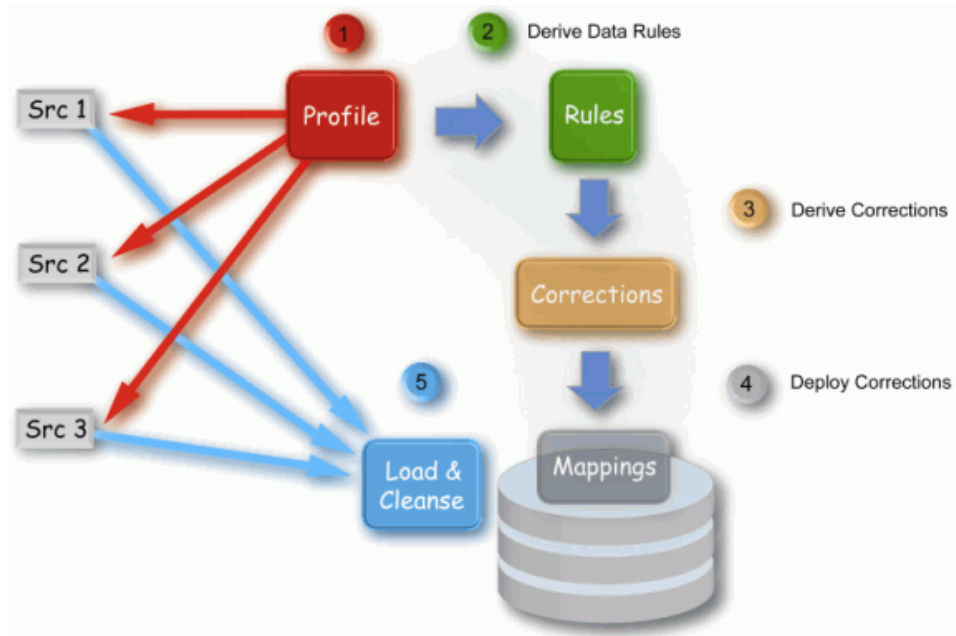 1
2 Derive Data Rules
Src 1
Profile
Rules
3 Derive Corrections
Src 2
Corrections
5
4 Deploy Corrections
Src 3
Load &
Cleanse
Mappings